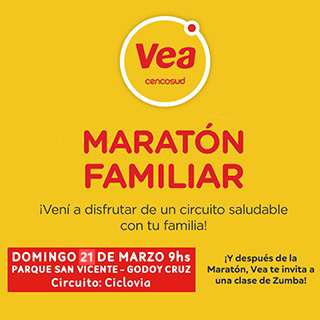 Vea
cencosud
MARATÓN
FAMILIAR
¡Vení a disfrutar de un circuito saludable
con tu familia!
DOMINGO 21 DE MARZO 9hs
PARQUE SAN VICENTE - GODOY CRUZ
Circuito: Ciclovia
¡Y después de la
Maratón, Vea te invita a
una clase de Zumba!